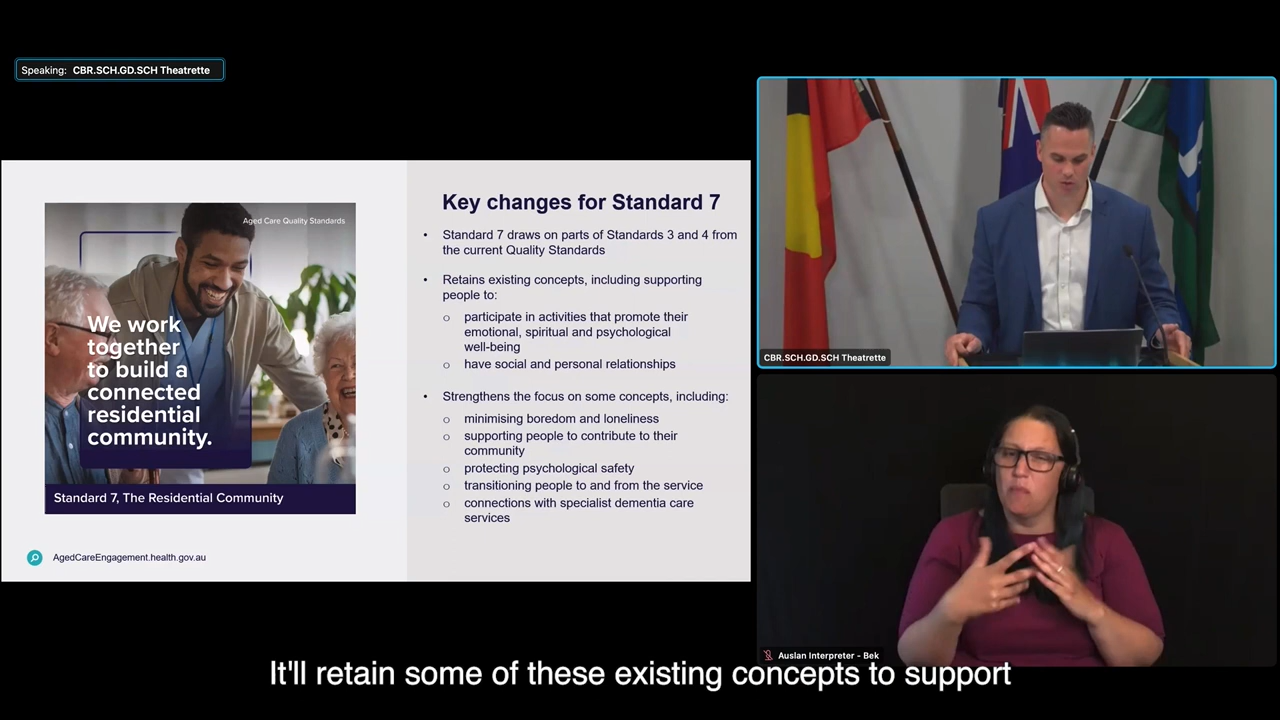 Speaking: CBR.SCH.GD.SCH Theatrette
Aged Care Quality Standards
We work
together
to build a
connected
residential
community.
Standard 7, The Residential Community
AgedCareEngagement.health.gov.au
Key changes for Standard 7
• Standard 7 draws on parts of Standards 3 and 4 from
the current Quality Standards
• Retains existing concepts, including supporting
people to:
o participate in activities that promote their
emotional, spiritual and psychological
well-being
o have social and personal relationships
• Strengthens the focus on some concepts, including:
o minimising boredom and loneliness
o supporting people to contribute to their
community
o protecting psychological safety
o transitioning people to and from the service
o connections with specialist dementia care
services
CBR.SCH.GD.SCH Theatrette
Auslan Interpreter - Bek
It'll retain some of these existing concepts to support